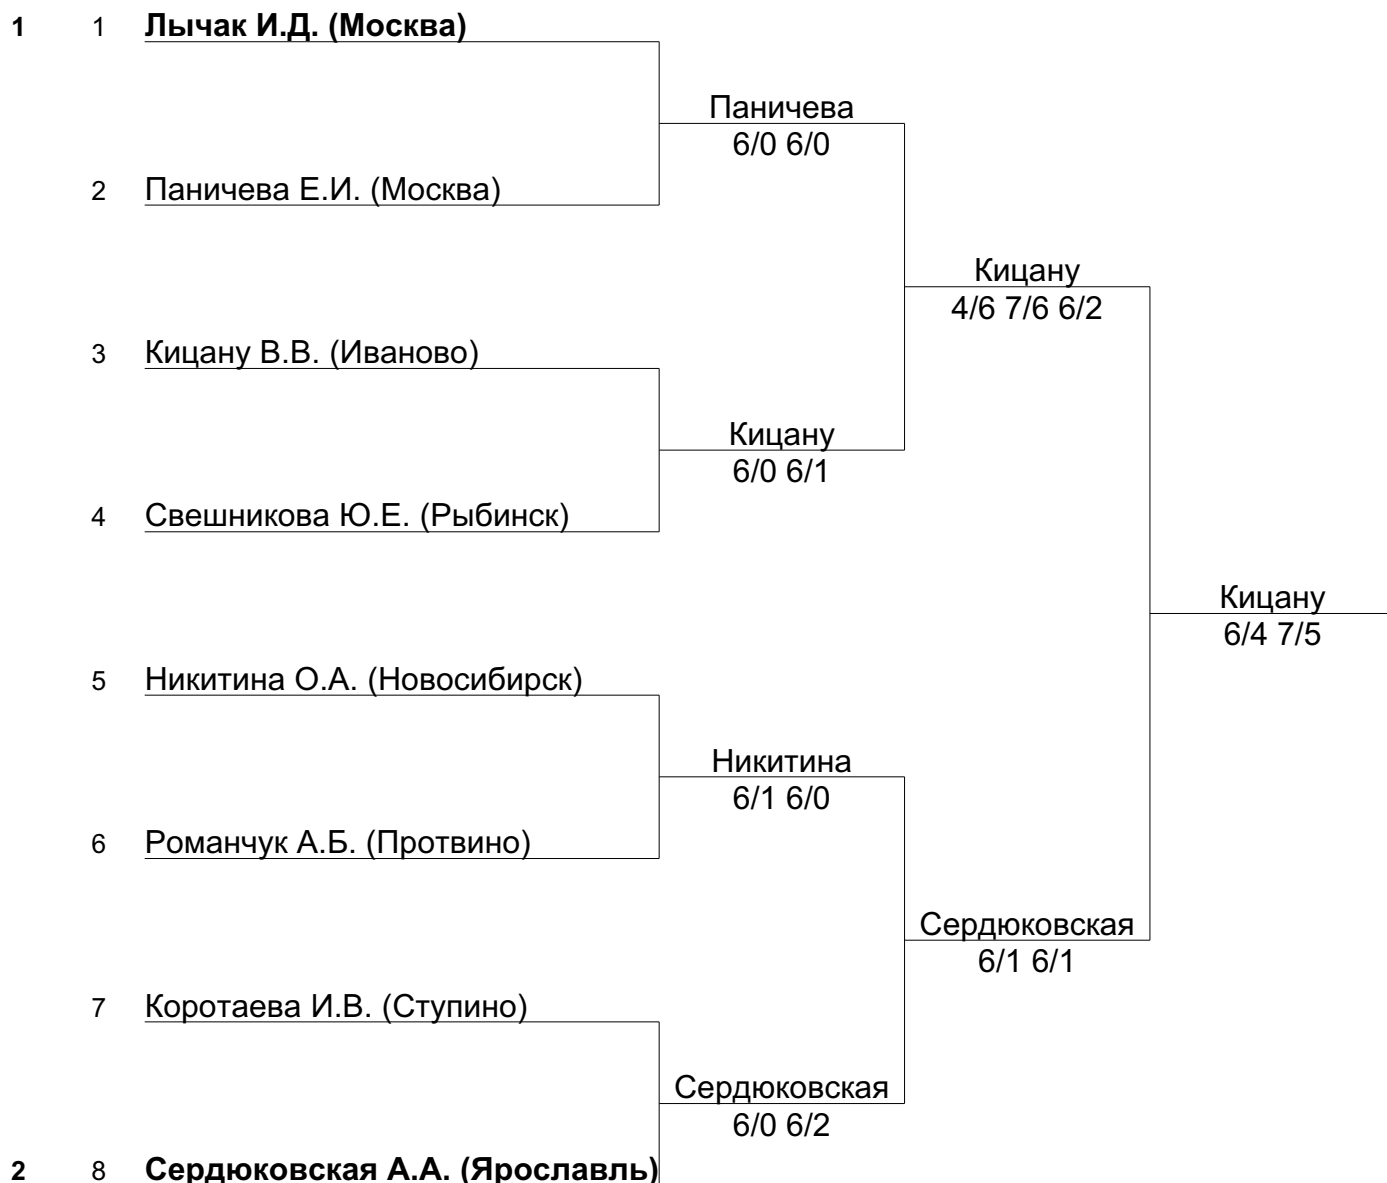 1 1 Лычак И.Д. (Москва)
Паничева
6/0 6/0
2 Паничева Е.И. (Москва)
Кицану
4/6 7/6 6/2
3 Кицану В.В. (Иваново)
Кицану
6/0 6/1
4 Свешникова Ю.Е. (Рыбинск)
Кицану
6/4 7/5
5 Никитина О.А. (Новосибирск)
Никитина
6/1 6/0
6 Романчук А.Б. (Протвино)
Сердюковская
6/1 6/1
7 Коротаева И.В. (Ступино)
Сердюковская
6/0 6/2
2 8 Сердюковская А.А. (Ярославль)